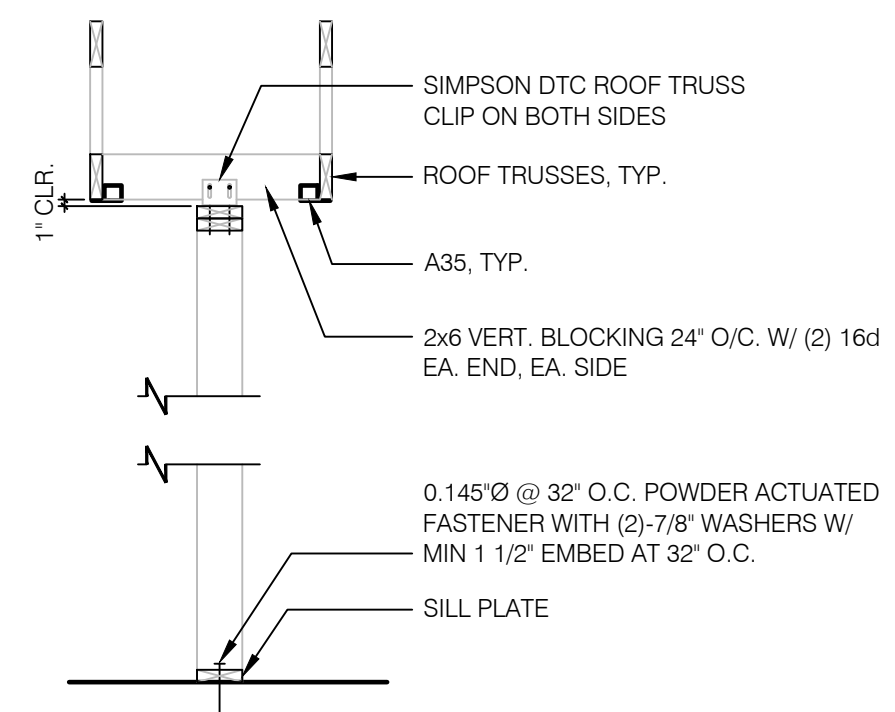 SIMPSON DTC ROOF TRUSS
CLIP ON BOTH SIDES
ROOF TRUSSES, TYP.
1" CLR.
A35, TYP.
2x6 VERT. BLOCKING 24" O/C. W/ (2) 16d
EA. END, EA. SIDE
0.145"Ø @ 32" O.C. POWDER ACTUATED
FASTENER WITH (2)-7/8" WASHERS W/
MIN 1 1/2" EMBED AT 32" O.C.
SILL PLATE